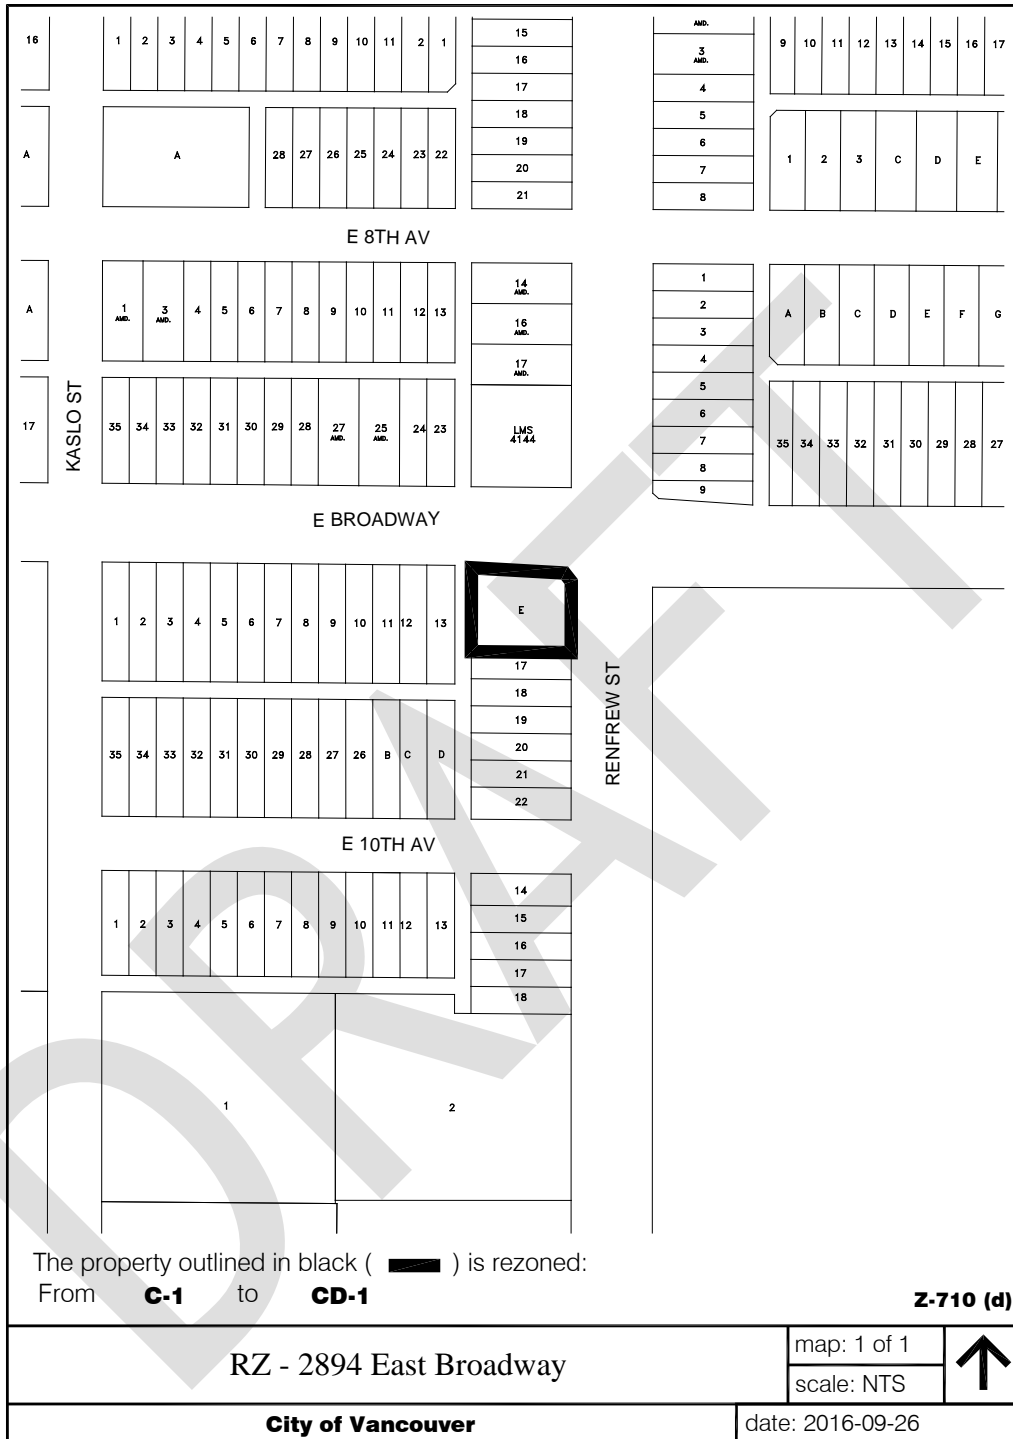 16 1 2 3 4 5 6 7 8 9 10 11 2 1 15 AMD. 9 10 11 12 13 14 15 16 17
16 3 AMD.
17 4
A A 28 27 26 25 24 23 22 18 5 1 2 3 C D E
19 6
20 7
21 8
E 8TH AV
A 1 AMD. 3 AMD. 4 5 6 7 8 9 10 11 12 13 14 AMD. 1 A B C D E F G
16 AMD. 2
17 AMD. 3
4
KASLO ST
17 35 34 33 32 31 30 29 28 27 AMD. 25 AMD. 24 23 LMS 4144 5 35 34 33 32 31 30 29 28 27
6
7
8
9
E BROADWAY
1 2 3 4 5 6 7 8 9 10 11 12 13 E
17
18
19
RENFREW ST
35 34 33 32 31 30 29 28 27 26 B C D 20
21
22
E 10TH AV
1 2 3 4 5 6 7 8 9 10 11 12 13 14
15
16
17
18
1 2
DRAFT
The property outlined in black ( ) is rezoned:
From C-1 to CD-1
Z-710 (d)
RZ - 2894 East Broadway
map: 1 of 1
scale: NTS
City of Vancouver
date: 2016-09-26